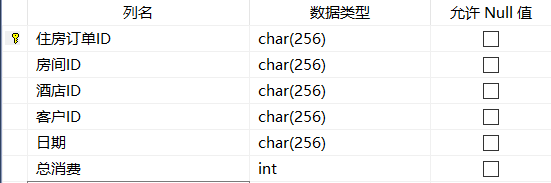 列名 数据类型 允许 Null 值
住房订单ID char(256)
房间ID char(256)
酒店ID char(256)
客户ID char(256)
日期 char(256)
总消费 int